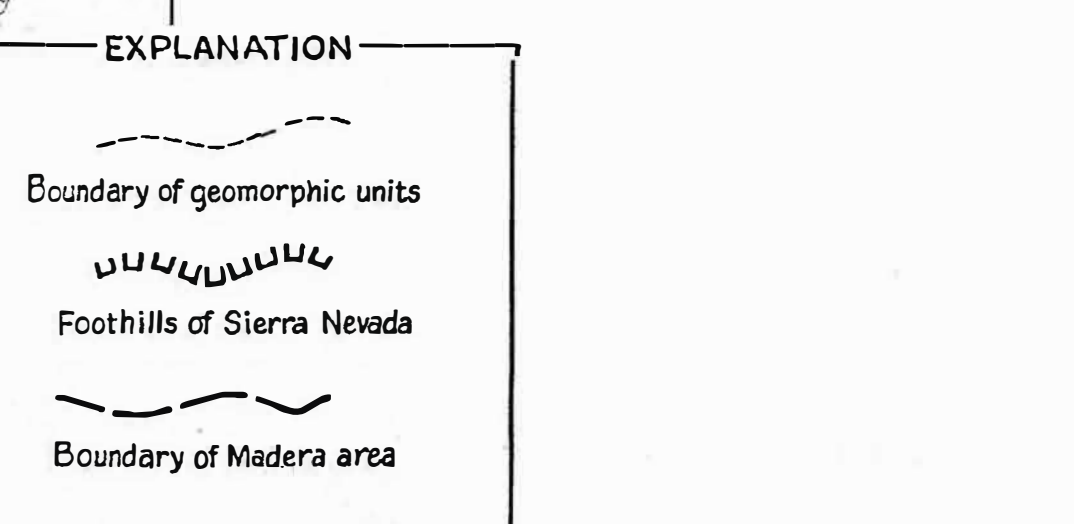 EXPLANATION
Boundary of geomorphic units
Foothills of Sierra Nevada
Boundary of Madera area